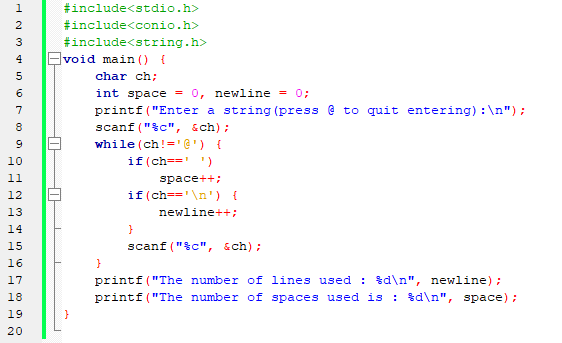 1 #include<stdio.h>
2 #include<conio.h>
3 #include<string.h>
4 void main() {
5     char ch;
6     int space = 0, newline = 0;
7     printf("Enter a string(press @ to quit entering):\n");
8     scanf("%c", &ch);
9     while(ch!='@') {
10         if(ch==' ')
11             space++;
12         if(ch=='\n') {
13             newline++;
14         }
15         scanf("%c", &ch);
16     }
17     printf("The number of lines used : %d\n", newline);
18     printf("The number of spaces used is : %d\n", space);
19 }
20